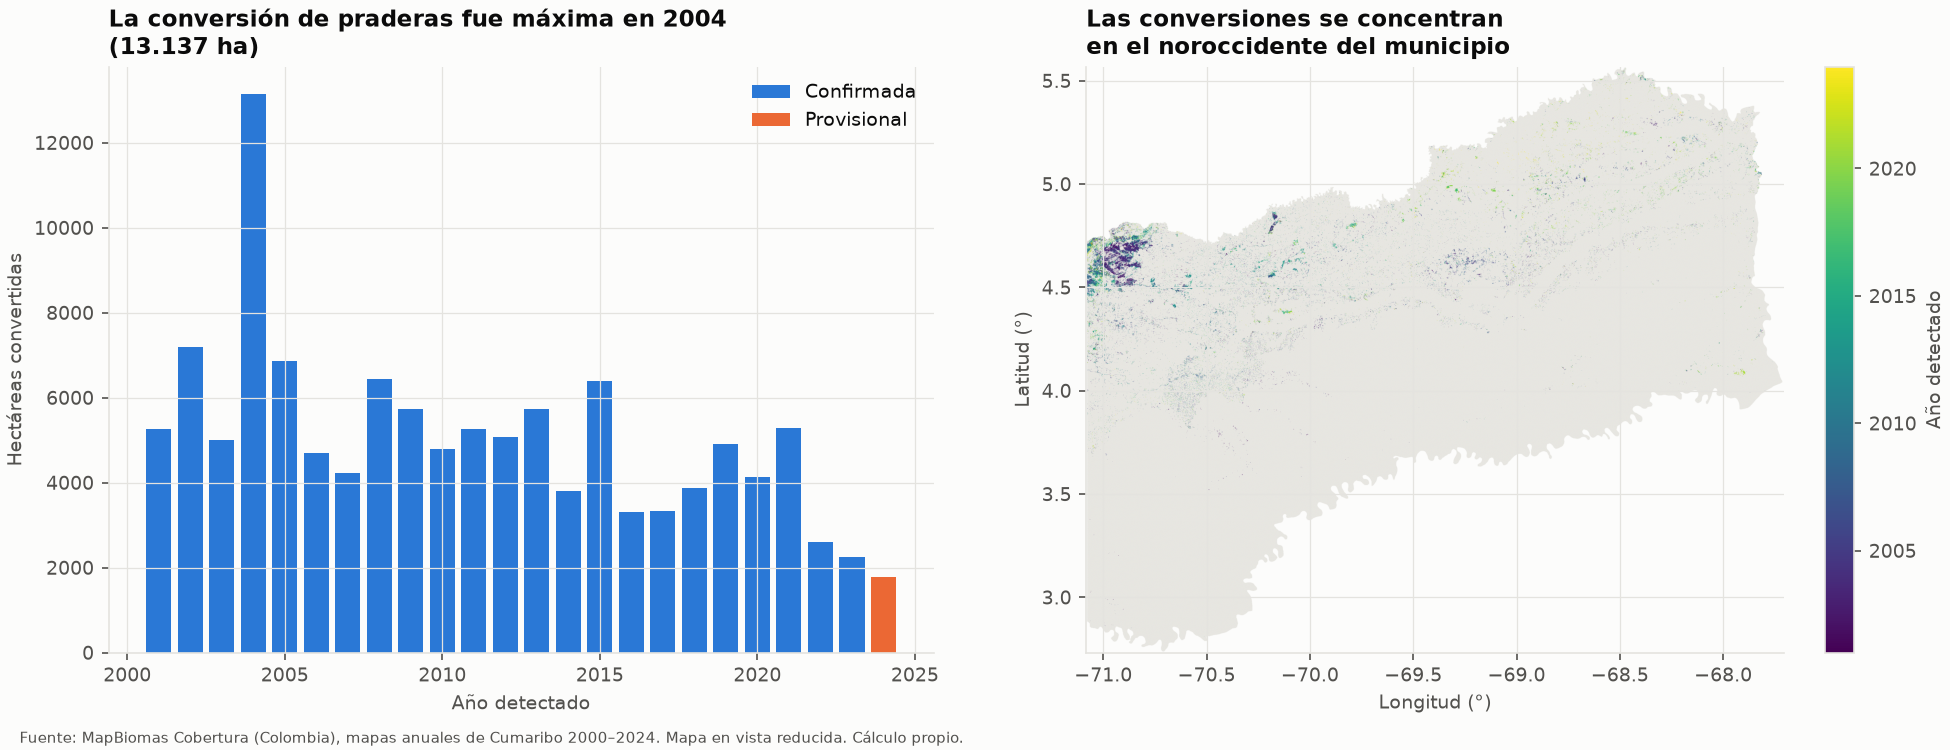 La conversión de praderas fue máxima en 2004
(13.137 ha)
Hectáreas convertidas
12000
10000
8000
6000
4000
2000
0
2000
2005
2010
2015
2020
2025
Año detectado
Confirmada
Provisional
Las conversiones se concentran
en el noroccidente del municipio
Latitud (°)
5.5
5.0
4.5
4.0
3.5
3.0
−71.0
−70.5
−70.0
−69.5
−69.0
−68.5
−68.0
Longitud (°)
2020
2015
2010
2005
Año detectado
Fuente: MapBiomas Cobertura (Colombia), mapas anuales de Cumaribo 2000–2024. Mapa en vista reducida. Cálculo propio.